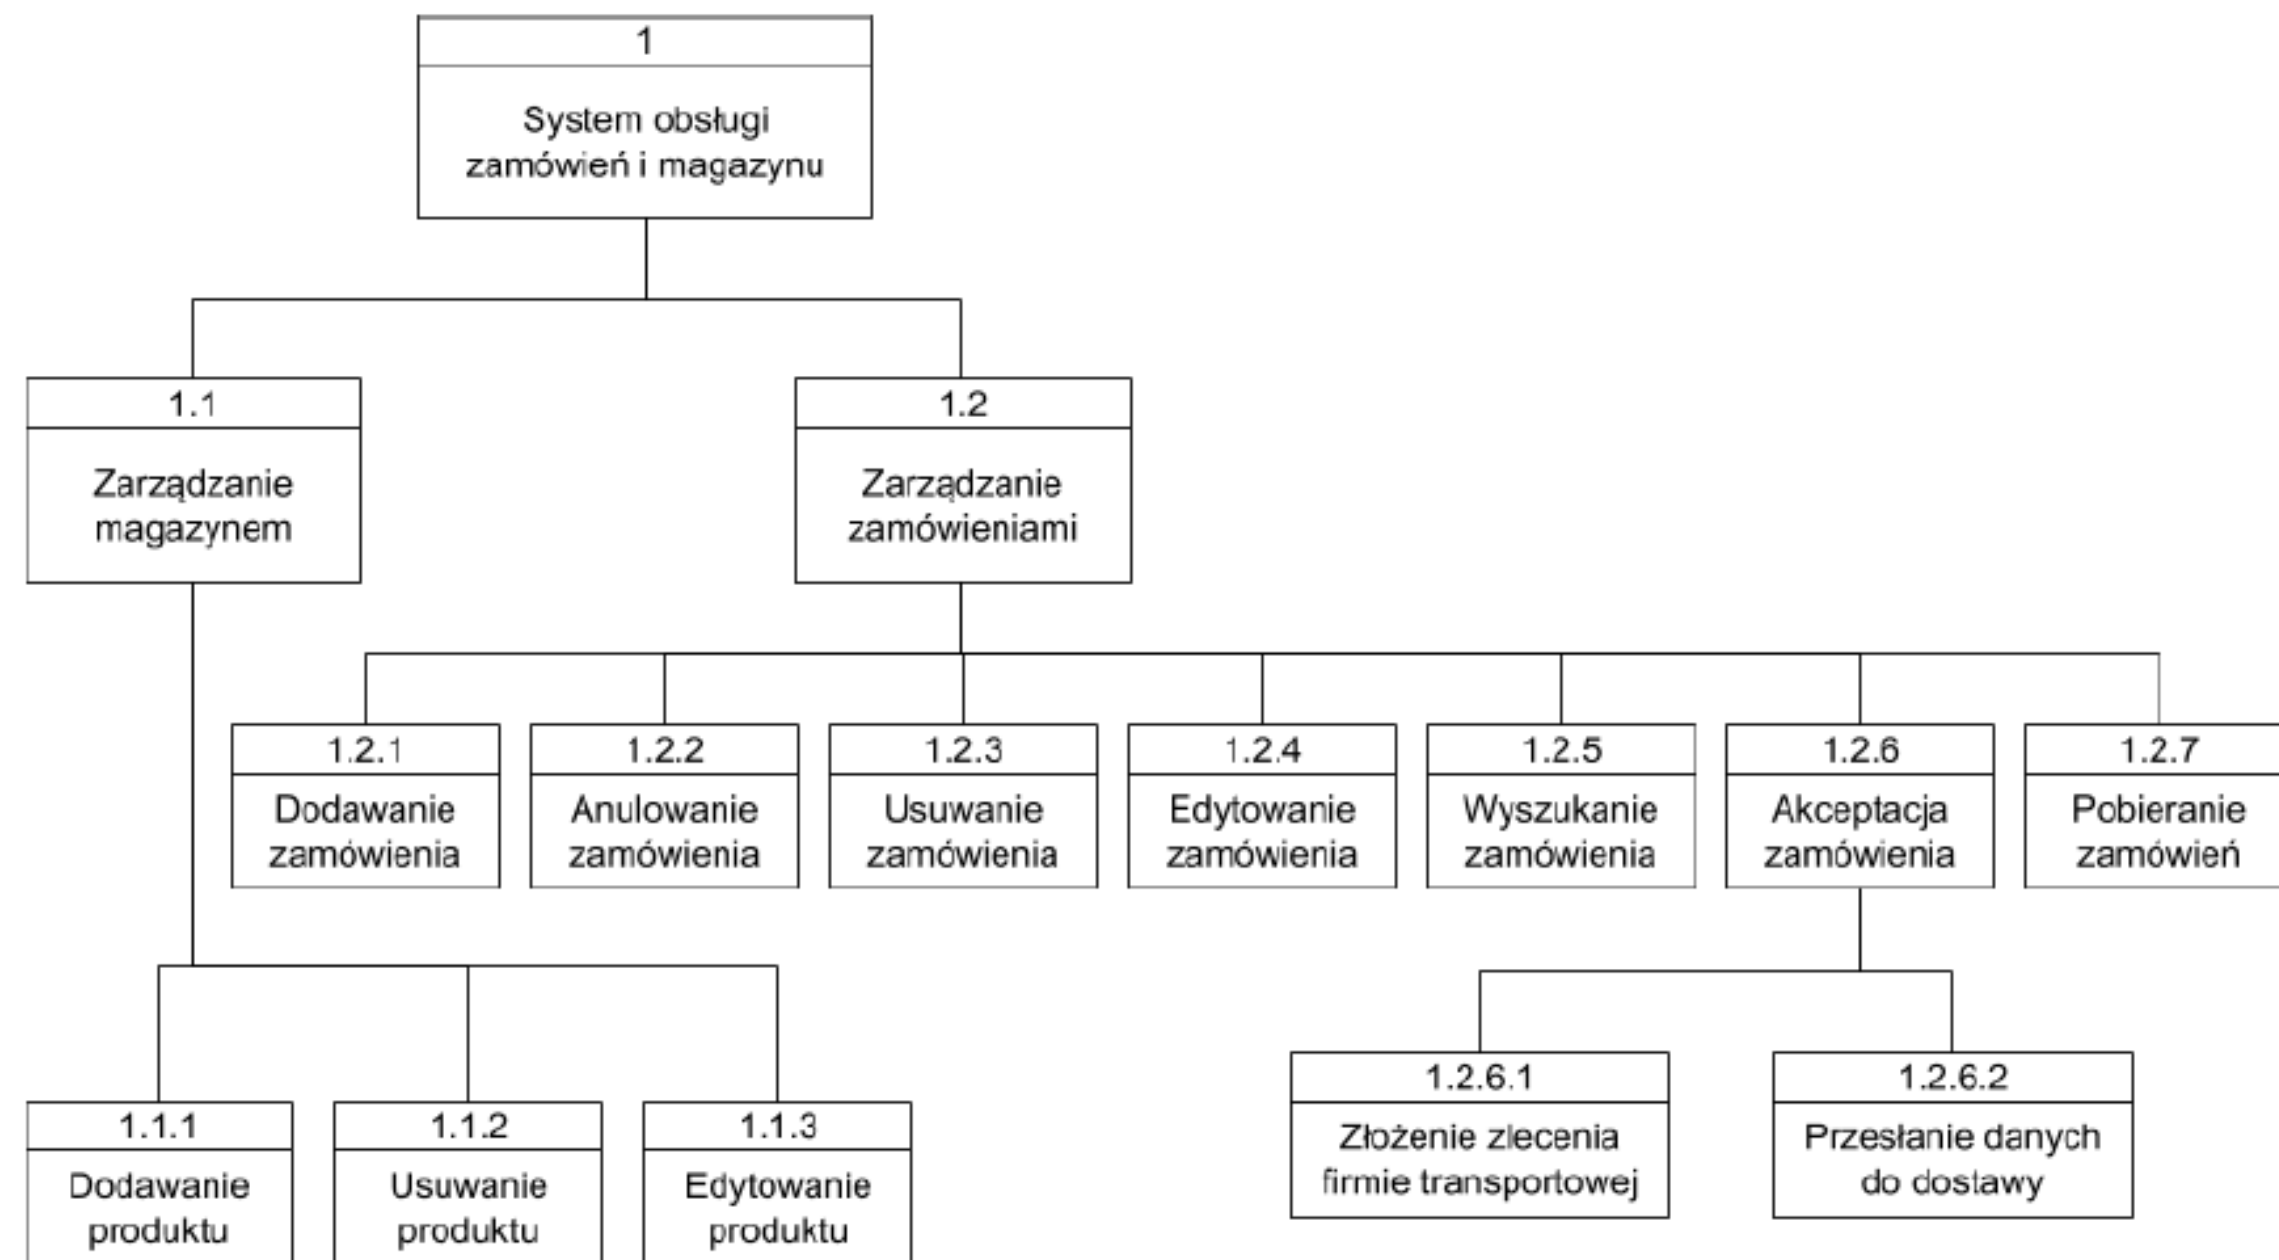 1
System obsługi
zamówień i magazynu
1.1
Zarządzanie
magazynem
1.2
Zarządzanie
zamówieniami
1.2.1
Dodawanie
zamówienia
1.2.2
Anulowanie
zamówienia
1.2.3
Usuwanie
zamówienia
1.2.4
Edytowanie
zamówienia
1.2.5
Wyszukanie
zamówienia
1.2.6
Akceptacja
zamówienia
1.2.7
Pobieranie
zamówień
1.2.6.1
Złożenie zlecenia
firmie transportowej
1.2.6.2
Przesłanie danych
do dostawy
1.1.1
Dodawanie
produktu
1.1.2
Usuwanie
produktu
1.1.3
Edytowanie
produktu